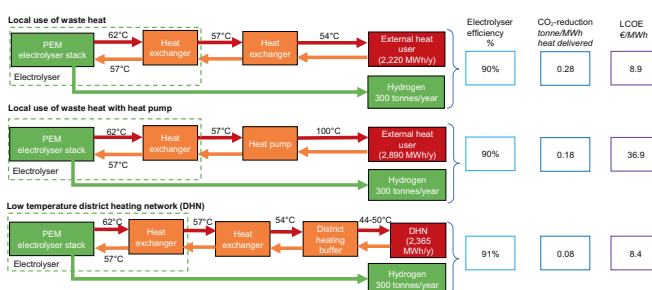 Electrolyser
efficiency
%
CO₂-reduction
tonne/MWh
heat delivered
LCOE
€/MWh
Local use of waste heat
PEM
electrolyser stack
62°C
57°C
Heat
exchanger
57°C
Heat
exchanger
54°C
External heat
user
(2,220 MWh/y)
Electrolyser
Hydrogen
300 tonnes/year
90%
0.28
8.9
Local use of waste heat with heat pump
PEM
electrolyser stack
62°C
57°C
Heat
exchanger
57°C
Heat pump
100°C
External heat
user
(2,890 MWh/y)
Electrolyser
Hydrogen
300 tonnes/year
90%
0.18
36.9
Low temperature district heating network (DHN)
PEM
electrolyser stack
62°C
57°C
Heat
exchanger
57°C
Heat
exchanger
54°C
District
heating
buffer
44-50°C
DHN
(2,365
MWh/y)
Electrolyser
Hydrogen
300 tonnes/year
91%
0.08
8.4